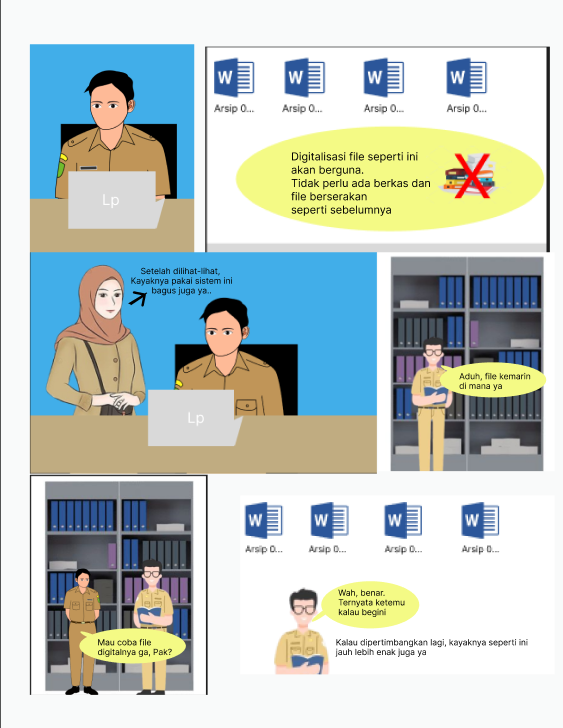 Lp
W
W
W
W
Arsip 0...
Arsip 0...
Arsip 0...
Arsip 0...
Digitalisasi file seperti ini
akan berguna.
Tidak perlu ada berkas dan
file berserakan
seperti sebelumnya
Setelah dilihat-lihat,
Kayaknya pakai sistem ini
bagus juga ya..
Lp
Aduh, file kemarin
di mana ya
Mau coba file
digitalnya ga, Pak?
W
W
W
W
Arsip 0...
Arsip 0...
Arsip 0...
Arsip 0...
Wah, benar.
Ternyata ketemu
kalau begini
Kalau dipertimbangkan lagi, kayaknya seperti ini
jauh lebih enak juga ya